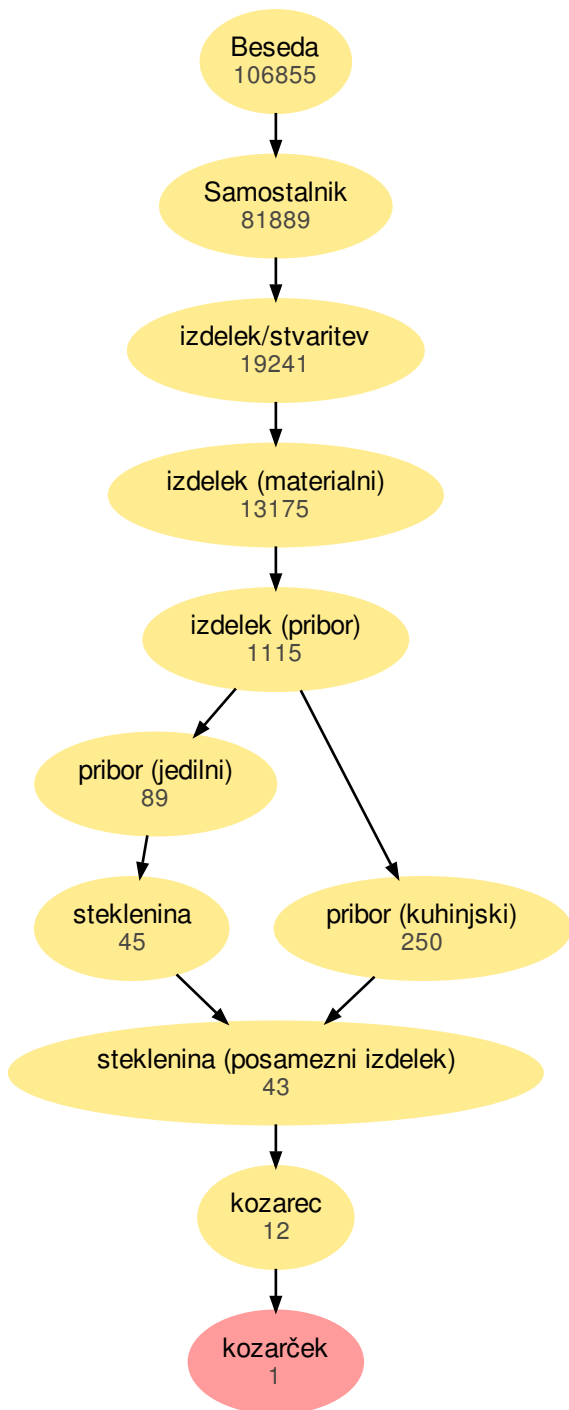 Beseda
106855
Samostalnik
81889
izdelek/stvaritev
19241
izdelek (materialni)
13175
izdelek (pribor)
1115
pribor (jedilni)
89
steklenina
45
pribor (kuhinjski)
250
steklenina (posamezni izdelek)
43
kozarec
12
kozarček
1